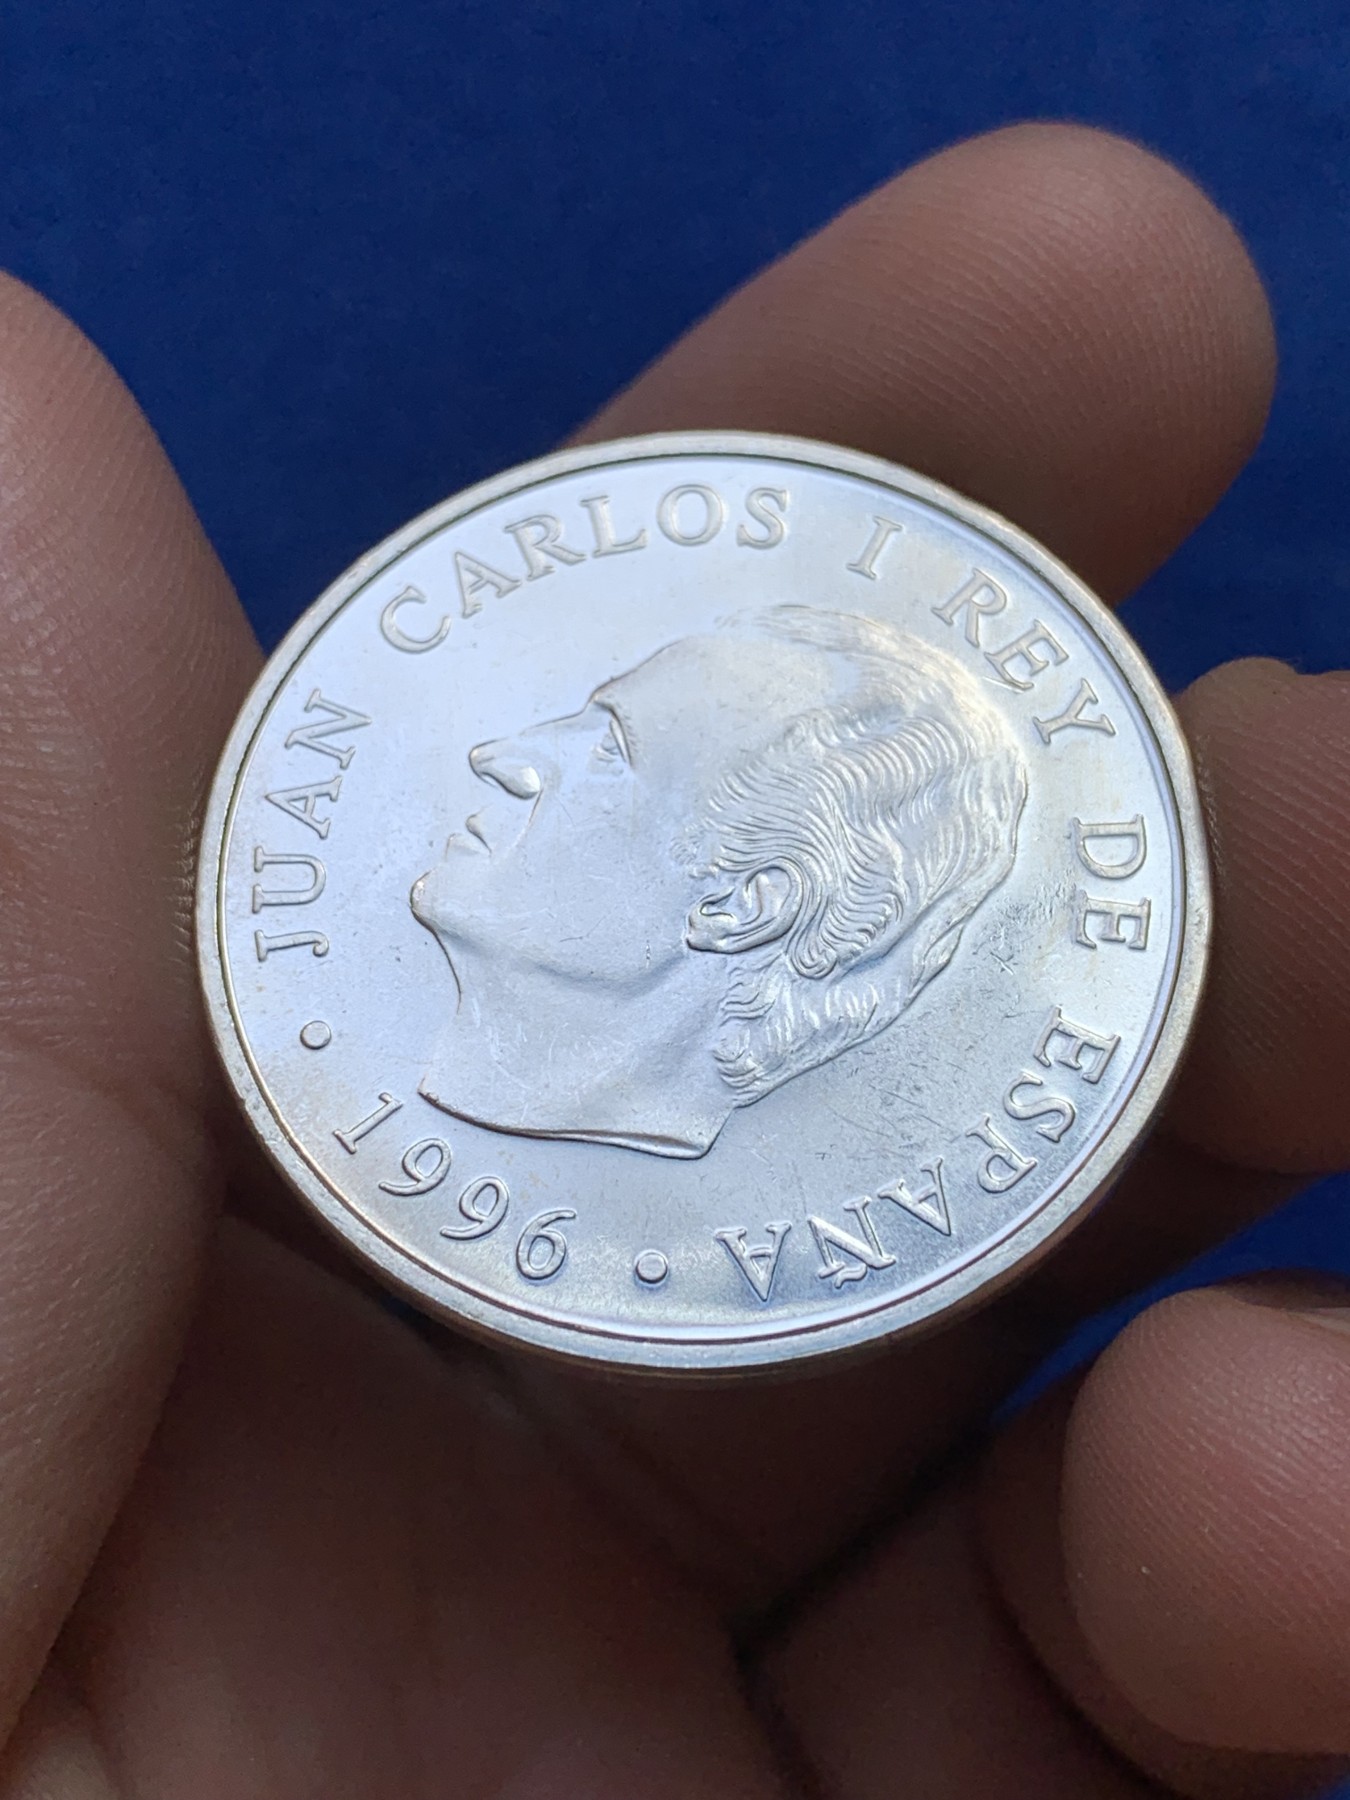 JUAN CARLOS I REY DE ESPAÑA
• 1996 •